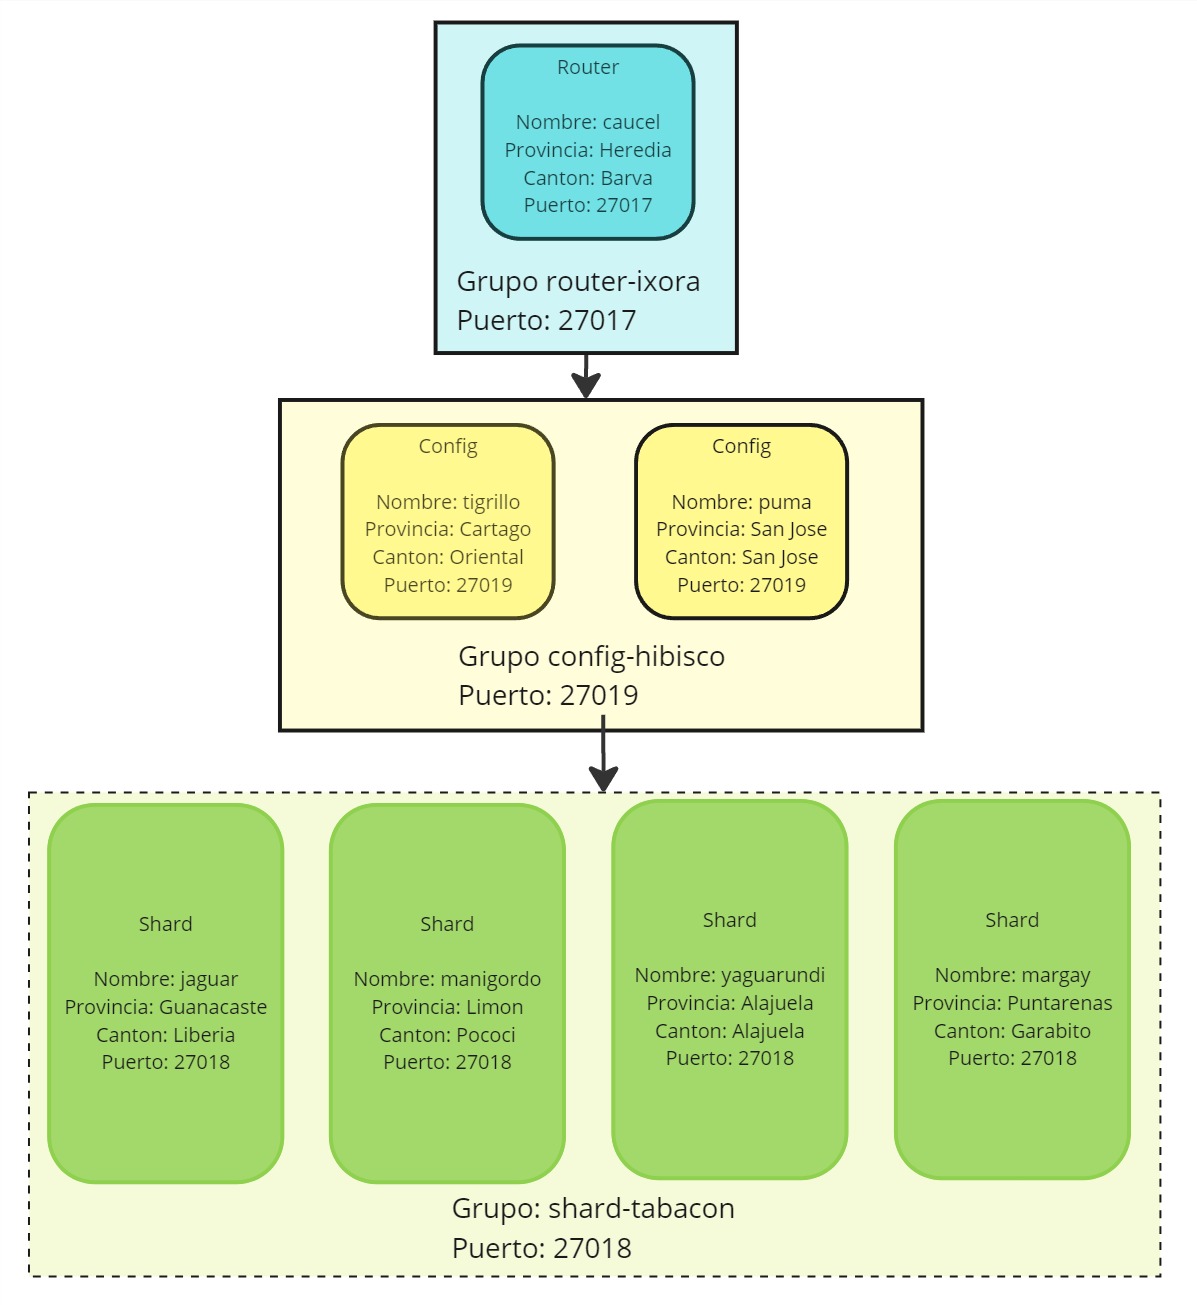 Router
Nombre: caucel
Provincia: Heredia
Canton: Barva
Puerto: 27017
Grupo router-ixora
Puerto: 27017
Config
Nombre: tigrillo
Provincia: Cartago
Canton: Oriental
Puerto: 27019
Config
Nombre: puma
Provincia: San Jose
Canton: San Jose
Puerto: 27019
Grupo config-hibisco
Puerto: 27019
Shard
Nombre: jaguar
Provincia: Guanacaste
Canton: Liberia
Puerto: 27018
Shard
Nombre: manigordo
Provincia: Limon
Canton: Pococi
Puerto: 27018
Shard
Nombre: yaguarundi
Provincia: Alajuela
Canton: Alajuela
Puerto: 27018
Shard
Nombre: margay
Provincia: Puntarenas
Canton: Garabito
Puerto: 27018
Grupo: shard-tabacon
Puerto: 27018